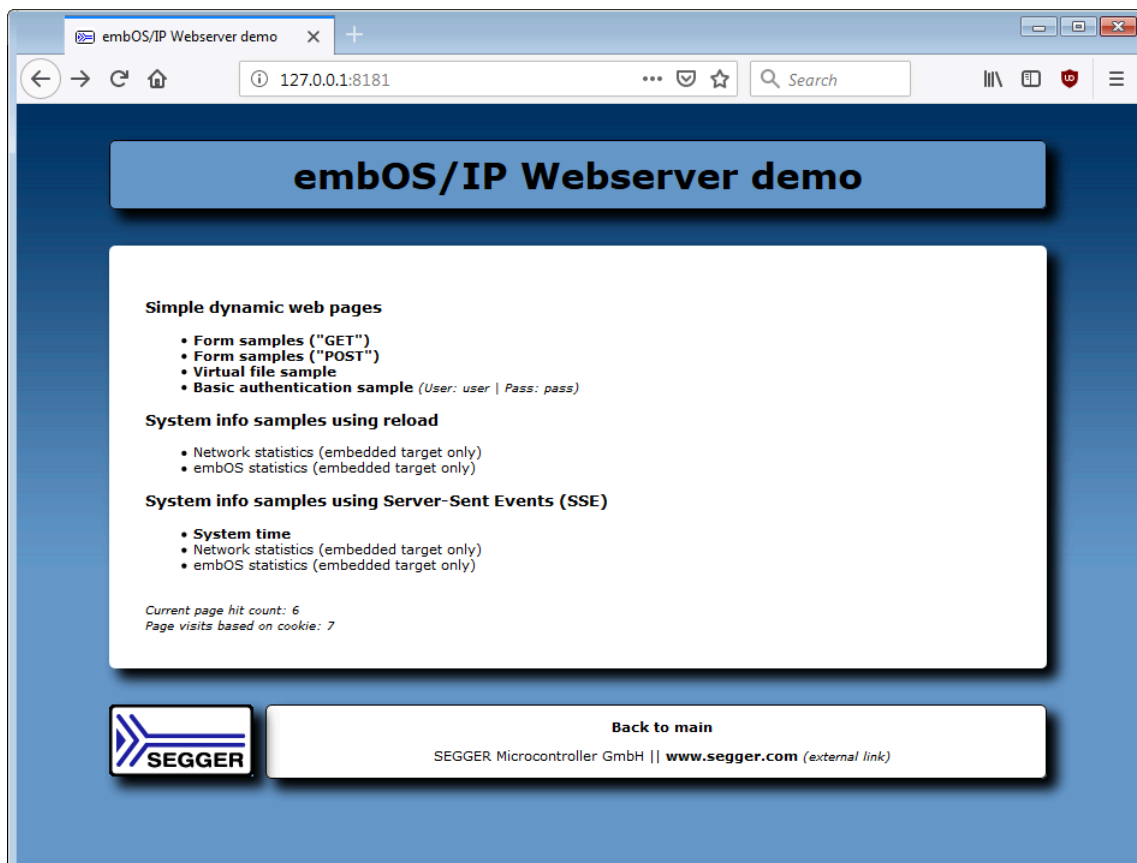 embOS/IP Webserver demo
127.0.0.1:8181
Search
embOS/IP Webserver demo
Simple dynamic web pages
• Form samples ("GET")
• Form samples ("POST")
• Virtual file sample
• Basic authentication sample (User: user | Pass: pass)
System info samples using reload
• Network statistics (embedded target only)
• embOS statistics (embedded target only)
System info samples using Server-Sent Events (SSE)
• System time
• Network statistics (embedded target only)
• embOS statistics (embedded target only)
Current page hit count: 6
Page visits based on cookie: 7
SEGGER
Back to main
SEGGER Microcontroller GmbH || www.segger.com (external link)